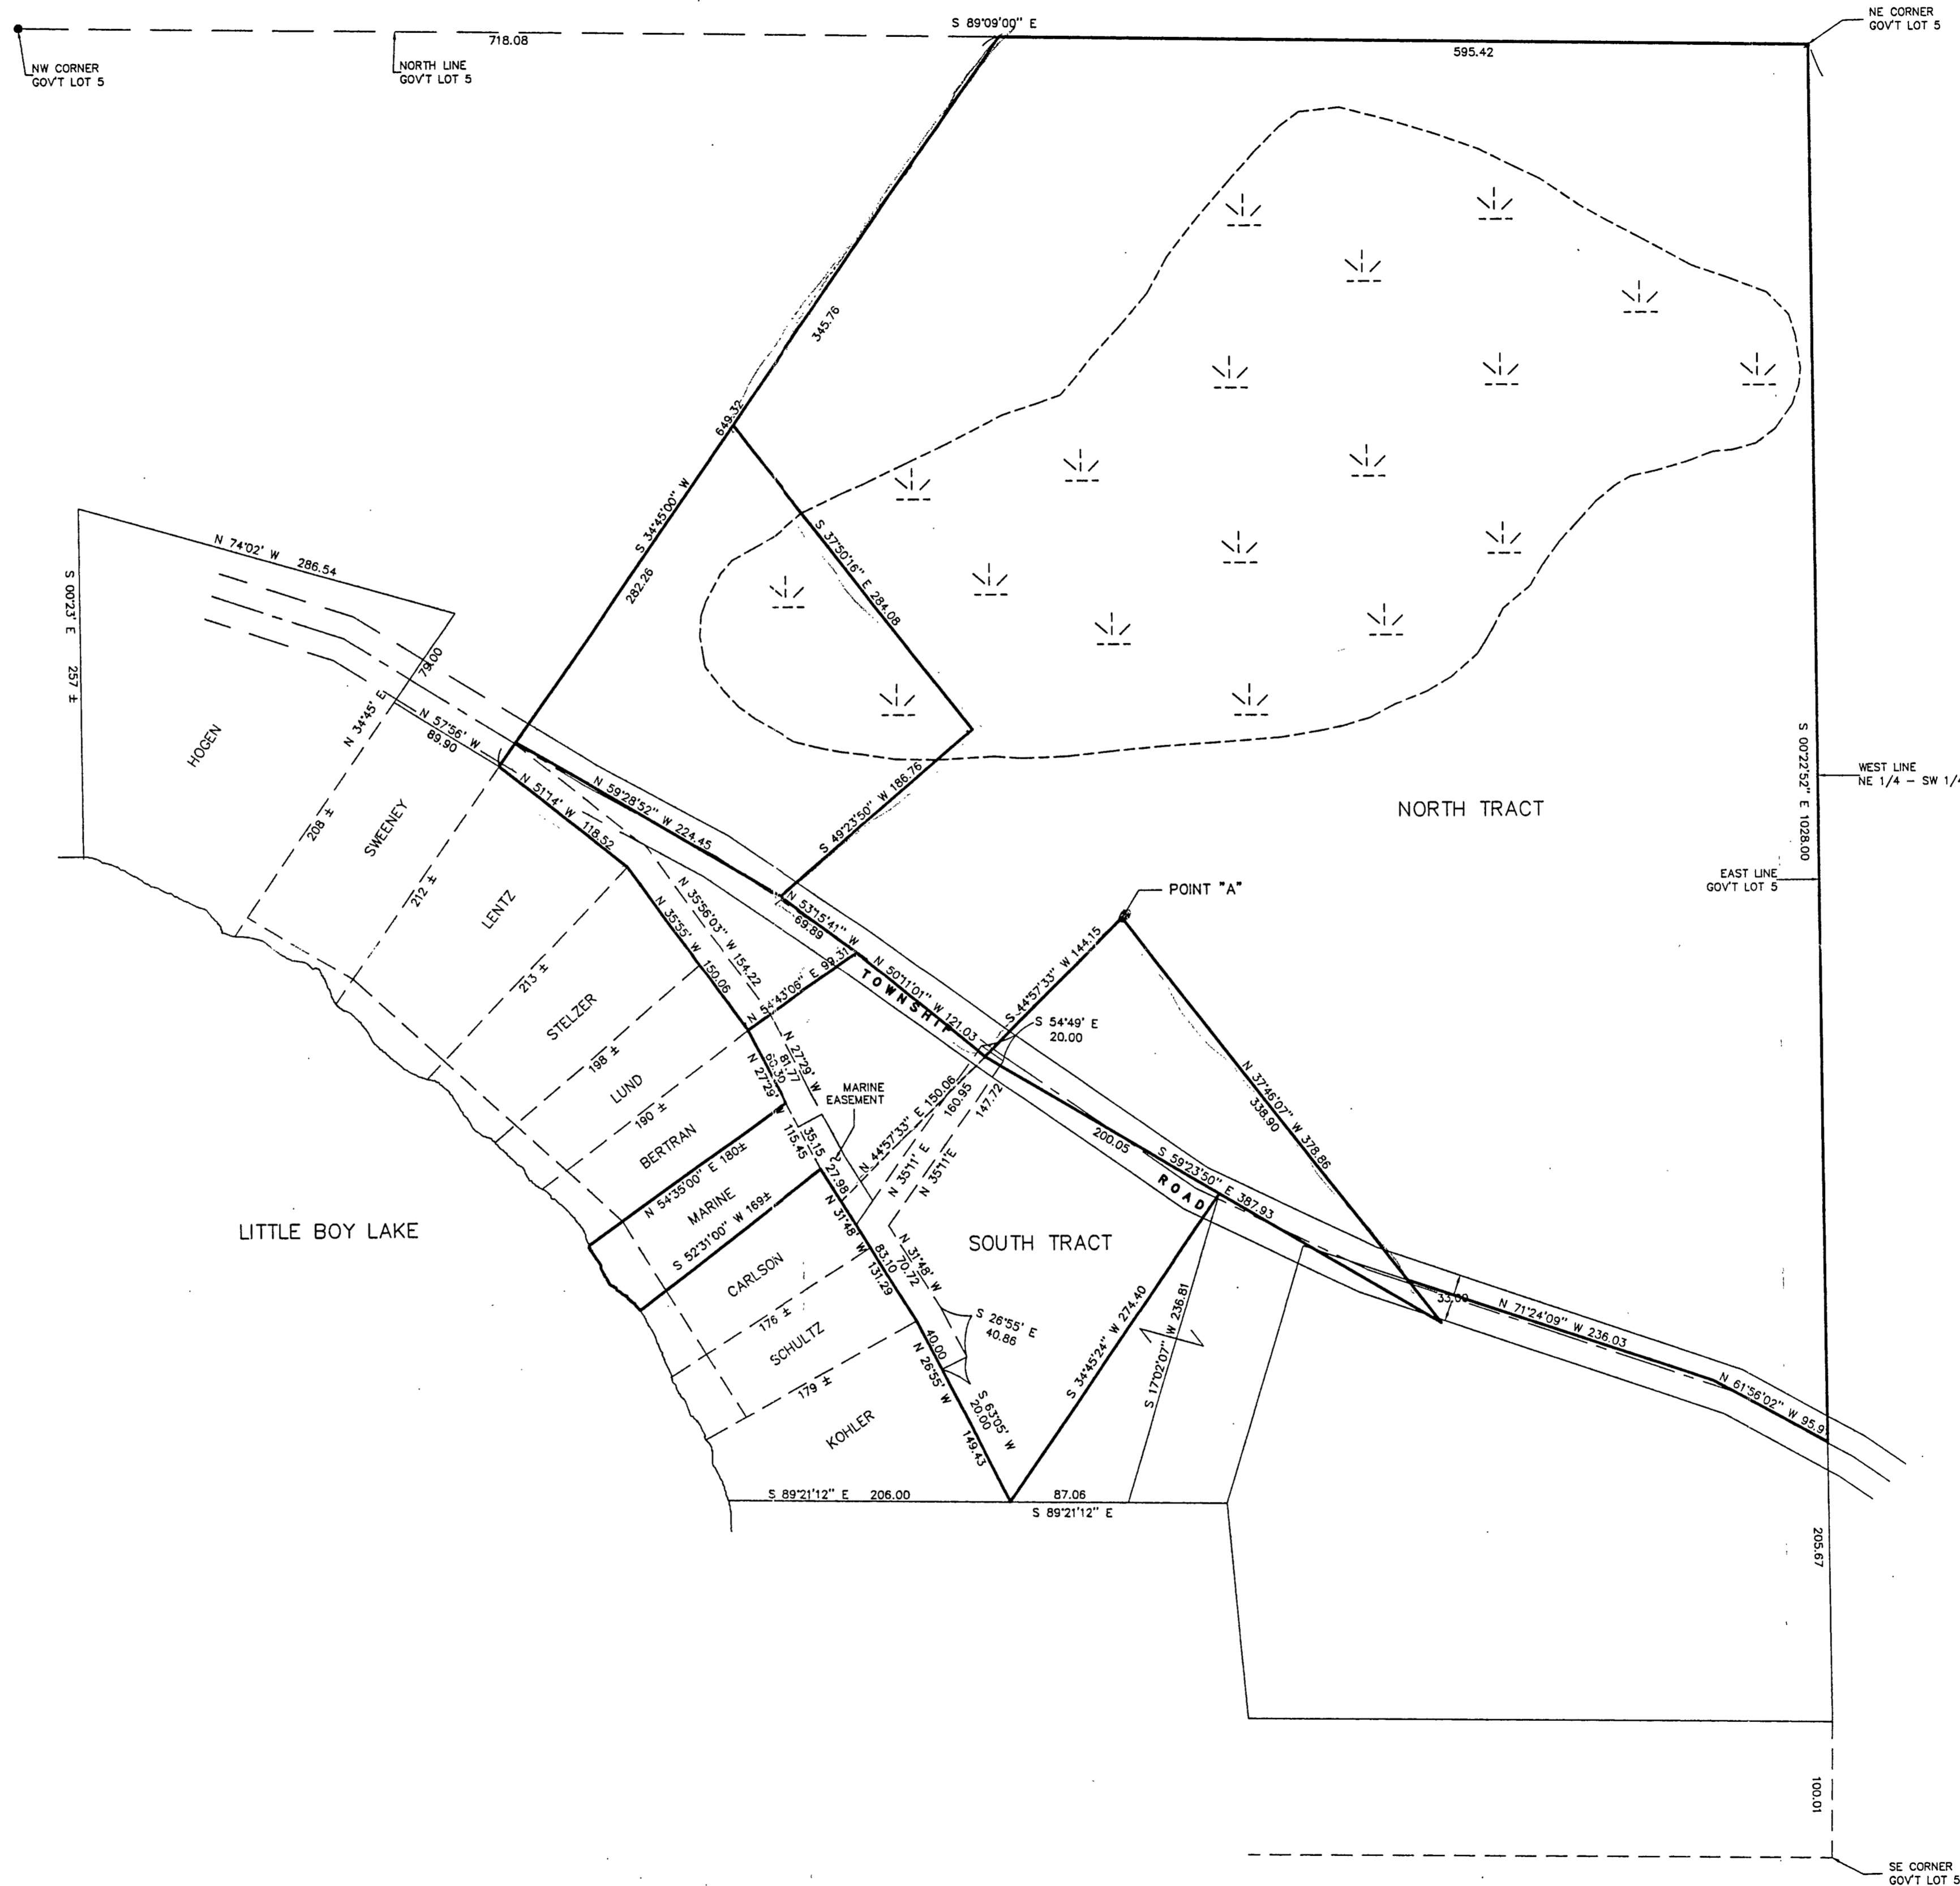 S 89°09'00" E
NE CORNER
GOV'T LOT 5
718.08
595.42
NW CORNER
GOV'T LOT 5
NORTH LINE
GOV'T LOT 5
345.76
649.32
S 34°45'00" W
282.26
S 37°50'16" E 284.08
N 74°02' W 286.54
S 00°23' E 257 ±
79.00
N 34°45' E
N 57°56' W
89.90
HOGEN
208 ±
SWEENEY
212 ±
LENTZ
N 51°14' W 118.52
N 59°28'52" W 224.45
S 49°23'50" W 186.76
NORTH TRACT
S 00°22'52" E 1028.00
WEST LINE
NE 1/4 - SW 1/4
EAST LINE
GOV'T LOT 5
POINT "A"
N 53°15'41" W
69.89
N 35°56'03" W 154.22
N 35°55' W 150.06
N 54°43'06" E 99.31
TOWNSHIP
N 50°11'01" W 121.03
S 44°57'33" W 144.15
S 54°49' E
20.00
213 ±
STELZER
198 ±
LUND
190 ±
BERTRAN
N 27°29' W
81.77
60.30
N 27°29' W
MARINE
EASEMENT
115.45
35.15
27.98
N 44°57'33" E 150.06
160.95
N 35°11' E
147.72
N 35°11'E
N 37°46'07" W 378.86
338.90
200.05
S 59°23'50" E 387.93
ROAD
N 54°35'00" E 180±
MARINE
S 52°31'00" W 169±
LITTLE BOY LAKE
SOUTH TRACT
N 31°48' W
83.10
131.29
N 31°48' W
70.72
CARLSON
176 ±
SCHULTZ
179 ±
KOHLER
S 26°55' E
40.86
40.00
N 26°55' W
149.43
S 63°05' W
20.00
S 34°45'24" W 274.40
S 17°02'07" W 236.81
33.00
N 71°24'09" W 236.03
N 61°56'02" W 95.9
S 89°21'12" E 206.00
87.06
S 89°21'12" E
205.67
100.01
SE CORNER
GOV'T LOT 5